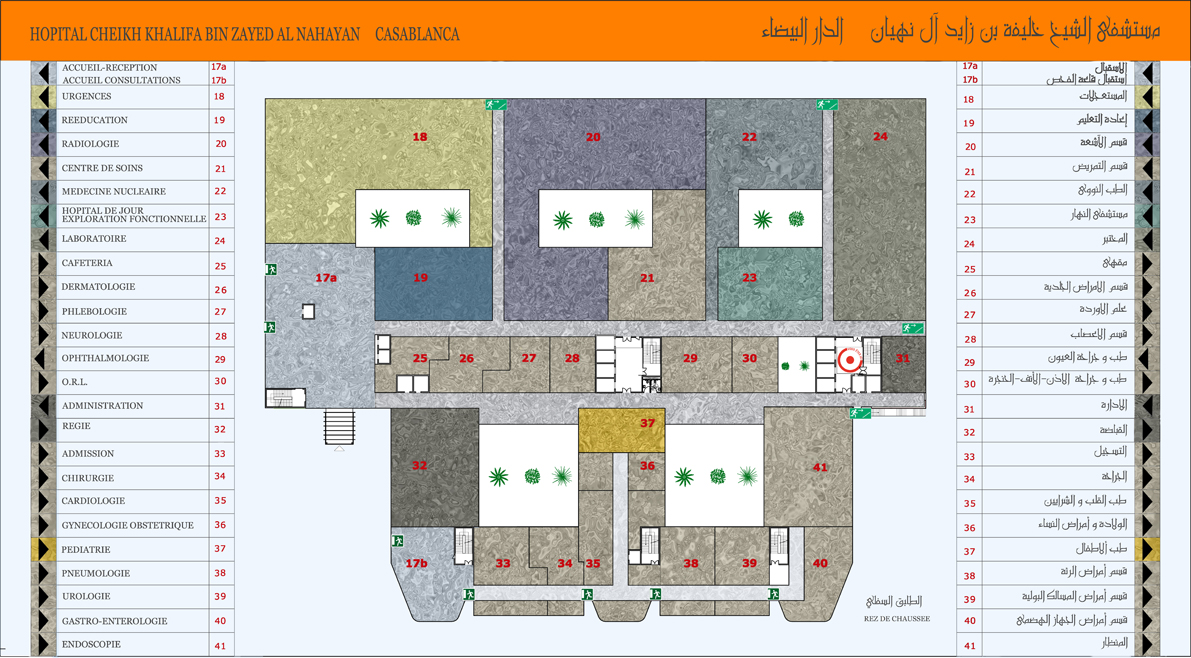 HOPITAL CHEIKH KHALIFA BIN ZAYED AL NAHAYAN CASABLANCA
مستشفى الشيخ خليفة بن زايد آل نهيان الدار البيضاء
ACCUEIL-RECEPTION 17a
ACCUEIL CONSULTATIONS 17b
URGENCES 18
REEDUCATION 19
RADIOLOGIE 20
CENTRE DE SOINS 21
MEDECINE NUCLEAIRE 22
HOPITAL DE JOUR
EXPLORATION FONCTIONNELLE 23
LABORATOIRE 24
CAFETERIA 25
DERMATOLOGIE 26
PHLEBOLOGIE 27
NEUROLOGIE 28
OPHTHALMOLOGIE 29
O.R.L. 30
ADMINISTRATION 31
REGIE 32
ADMISSION 33
CHIRURGIE 34
CARDIOLOGIE 35
GYNECOLOGIE OBSTETRIQUE 36
PEDIATRIE 37
PNEUMOLOGIE 38
UROLOGIE 39
GASTRO-ENTEROLOGIE 40
ENDOSCOPIE 41
18
20
22
24
17a
19
21
23
25
26
27
28
29
30
31
37
32
36
41
17b
33
34
35
38
39
40
الطابق السفلي
REZ DE CHAUSSEE
17a الاستقبال
17b إستقبال قاعة الفحص
18 المستعجلات
19 إعادة التعليم
20 قسم الأشعة
21 قسم التمريض
22 الطب النووي
23 مستشفى النهار
24 المختبر
25 مقهى
26 قسم الامراض الجلدية
27 علم الاوردة
28 قسم الاعصاب
29 طب و جراحة العيون
30 طب و جراحة الاذن-الأنف-الحنجرة
31 الادارة
32 القباضة
33 التسجيل
34 الجراحة
35 طب القلب و الشرايين
36 الولادة و أمراض النساء
37 طب الأطفال
38 قسم أمراض الرئة
39 قسم أمراض المسالك البولية
40 قسم أمراض الجهاز الهضمي
41 المنظار